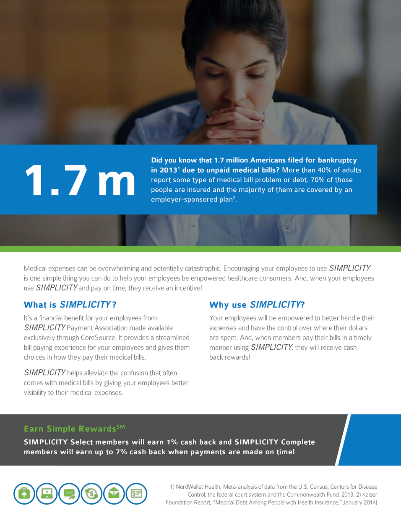 1.7 m
Did you know that 1.7 million Americans filed for bankruptcy
in 2013¹ due to unpaid medical bills? More than 40% of adults
report some type of medical bill problem or debt. 70% of those
people are insured and the majority of them are covered by an
employer-sponsored plan².
Medical expenses can be overwhelming and potentially catastrophic. Encouraging your employees to use SIMPLICITY
is one simple thing you can do to help your employees be empowered healthcare consumers. And, when your employees
use SIMPLICITY and pay on time, they receive an incentive!
What is SIMPLICITY?
It's a financial benefit for your employees from
SIMPLICITY Payment Association made available
exclusively through CoreSource. It provides a streamlined
bill paying experience for your employees and gives them
choices in how they pay their medical bills.
SIMPLICITY helps alleviate the confusion that often
comes with medical bills by giving your employees better
visibility to their medical expenses.
Why use SIMPLICITY?
Your employees will be empowered to better handle their
expenses and have the control over where their dollars
are spent. And, when members pay their bills in a timely
manner using SIMPLICITY, they will receive cash
back rewards!
Earn Simple Rewards℠
SIMPLICITY Select members will earn 1% cash back and SIMPLICITY Complete
members will earn up to 7% cash back when payments are made on time!
1) NerdWallet Health, Meta-analysis of data from the U.S. Census, Centers for Disease
Control, the federal court system and the Commonwealth Fund, 2013. 2) Kaiser
Foundation Report, "Medical Debt Among People with Health Insurance," January 2014)